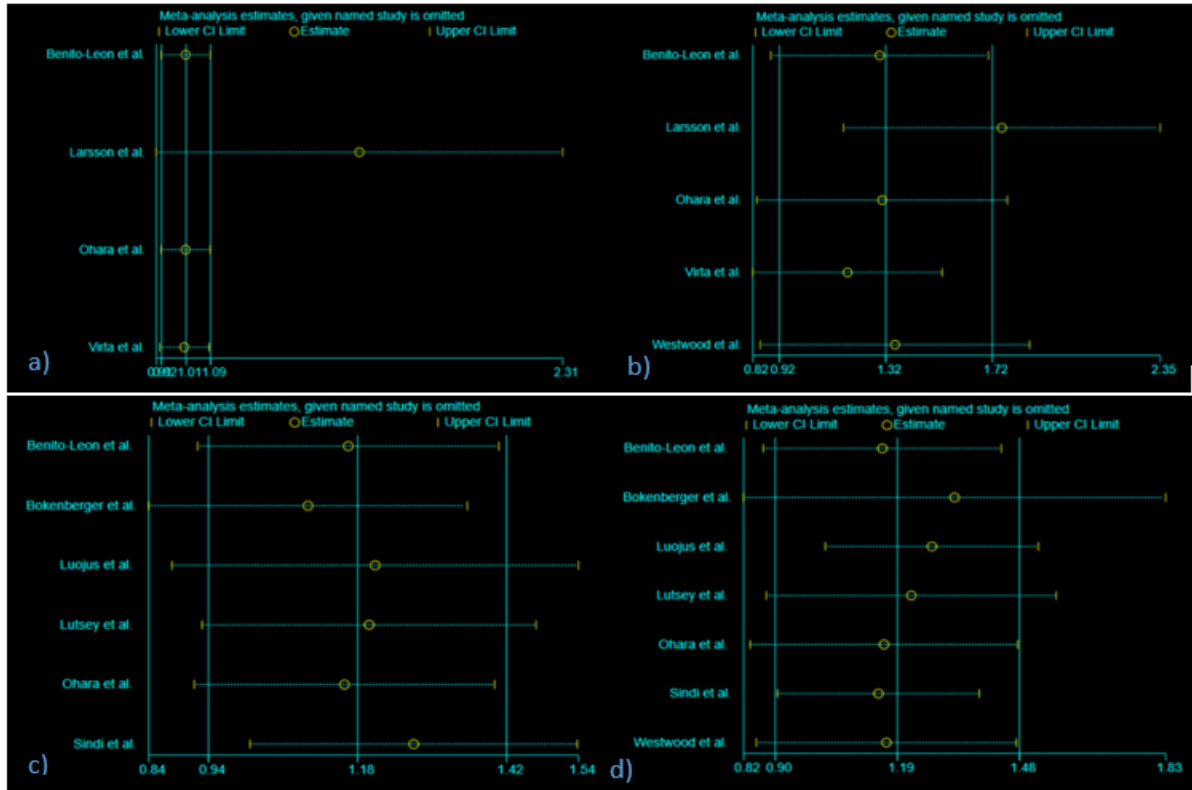 Meta-analysis estimates, given named study is omitted
Lower CI Limit Estimate Upper CI Limit
Benito-Leon et al.
Larsson et al.
Ohara et al.
Virta et al.
1.01 1.09 2.31
a)
Meta-analysis estimates, given named study is omitted
Lower CI Limit Estimate Upper CI Limit
Benito-Leon et al.
Larsson et al.
Ohara et al.
Virta et al.
Westwood et al.
0.82 0.92 1.32 1.72 2.35
b)
Meta-analysis estimates, given named study is omitted
Lower CI Limit Estimate Upper CI Limit
Benito-Leon et al.
Bokenberger et al.
Luojus et al.
Lutsey et al.
Ohara et al.
Sindi et al.
0.84 0.94 1.18 1.42 1.54
c)
Meta-analysis estimates, given named study is omitted
Lower CI Limit Estimate Upper CI Limit
Benito-Leon et al.
Bokenberger et al.
Luojus et al.
Lutsey et al.
Ohara et al.
Sindi et al.
Westwood et al.
0.82 0.90 1.19 1.48 1.83
d)